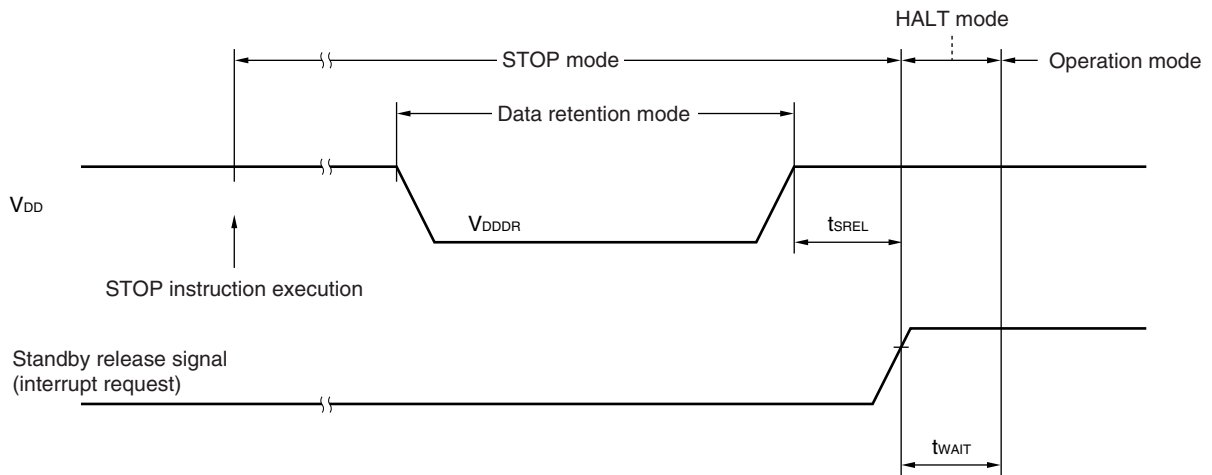 HALT mode
STOP mode
Operation mode
Data retention mode
VDD
VDDDR
tSREL
STOP instruction execution
Standby release signal
(interrupt request)
tWAIT